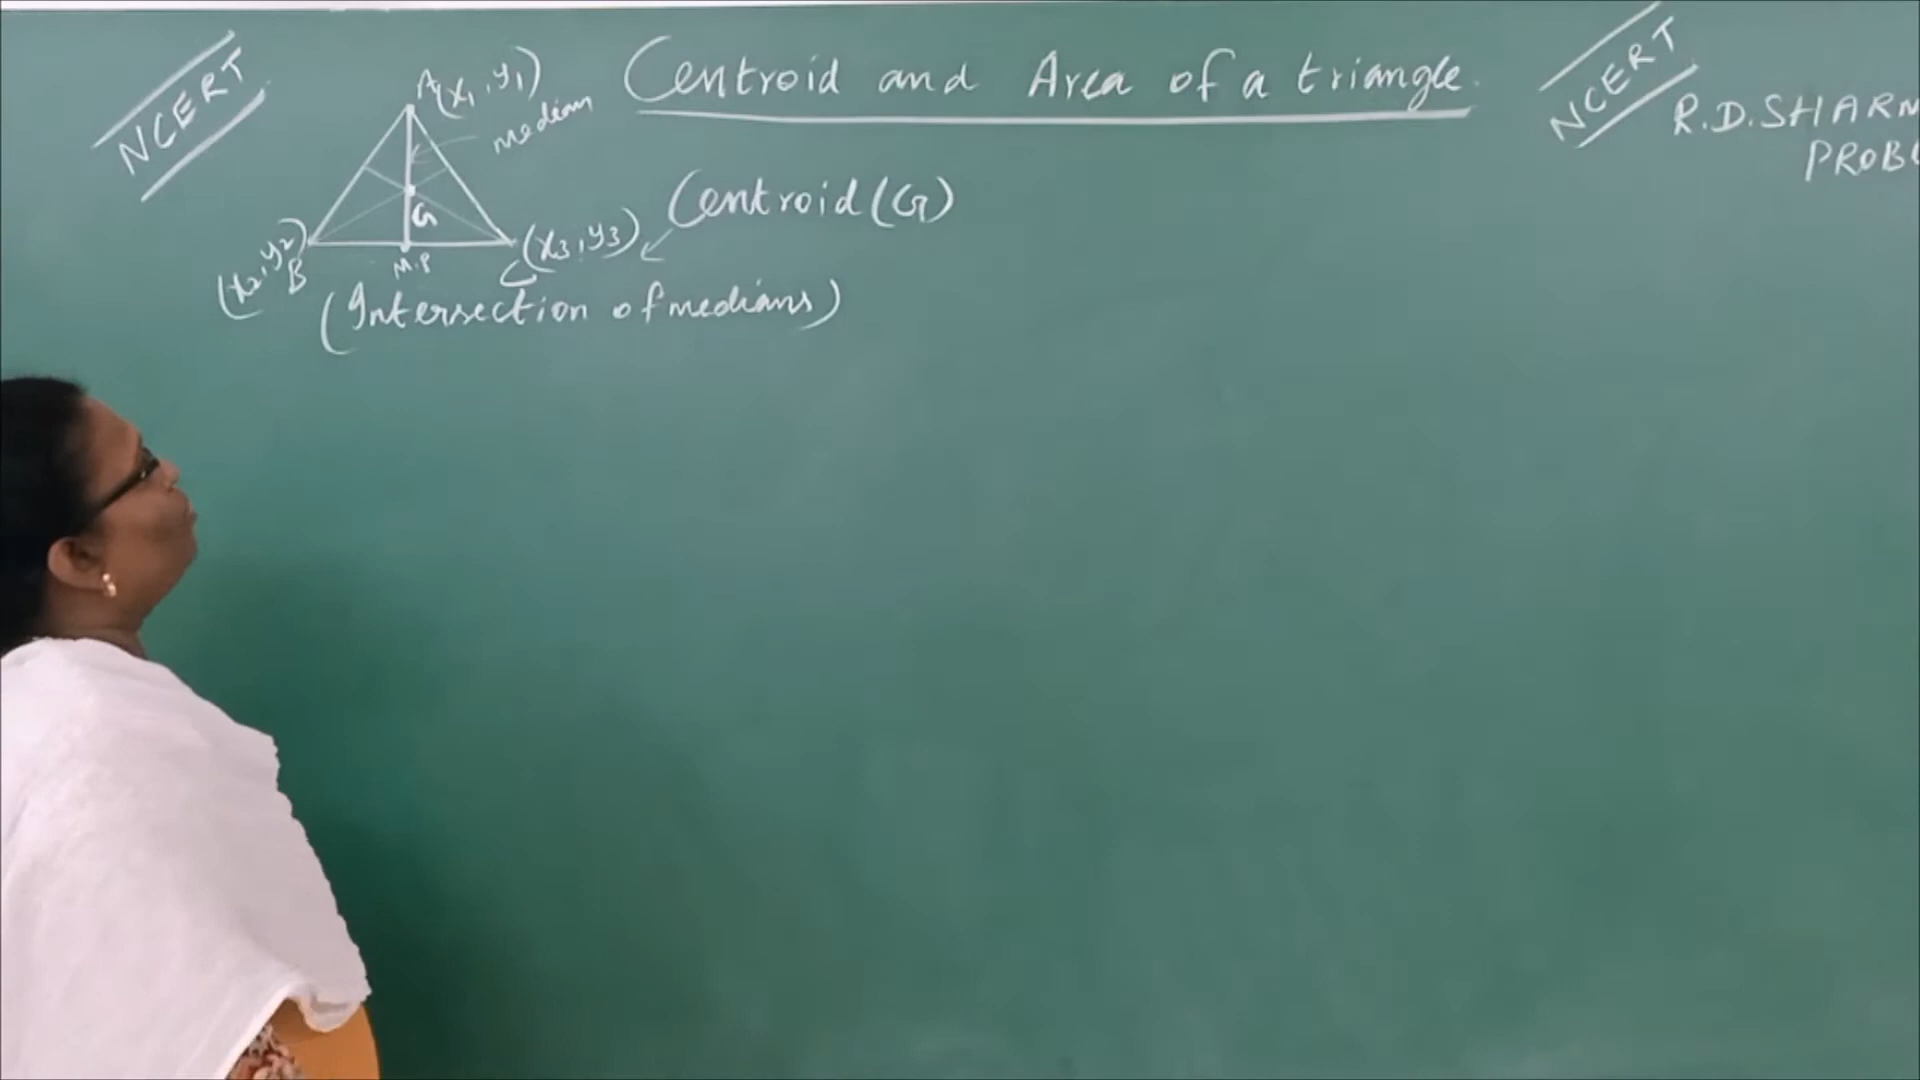 NCERT
A(x₁, y₁)
median
Centroid and Area of a triangle.
NCERT
R.D. SHARM
PROB
Centroid (G)
G
(x₂, y₂)
B
M.P
C
(x₃, y₃)
(Intersection of medians)